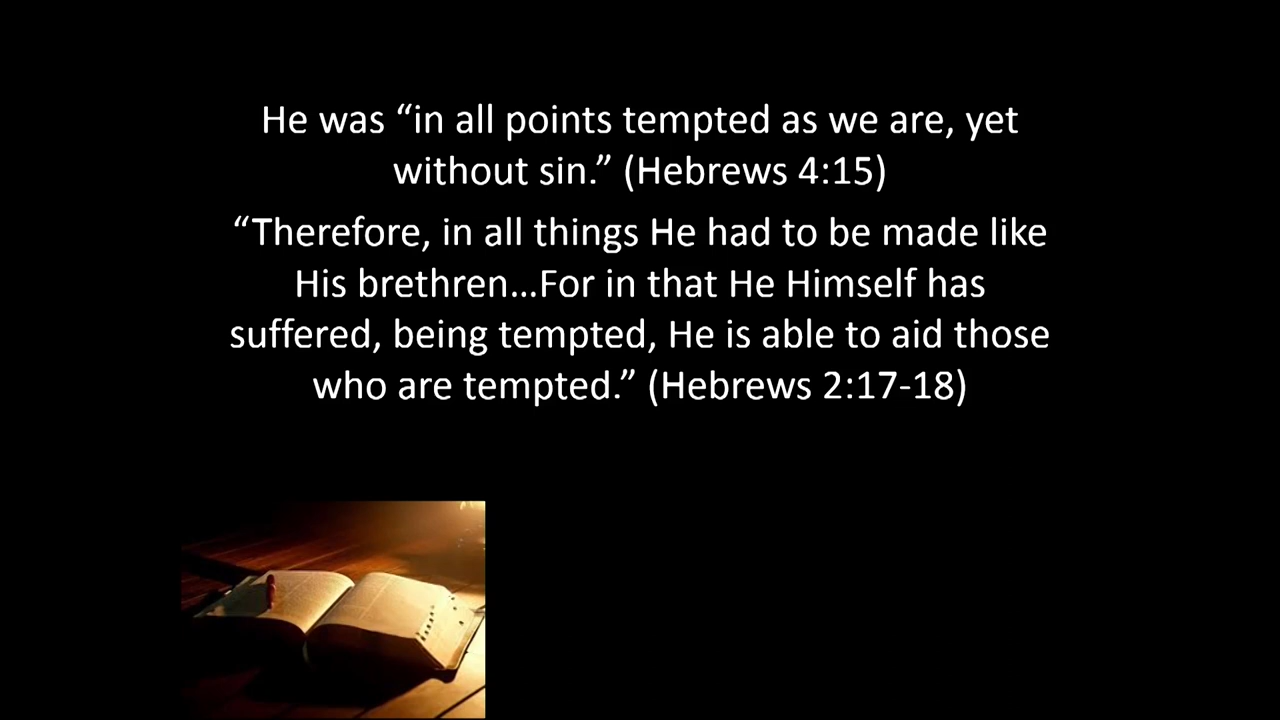 He was “in all points tempted as we are, yet
without sin.” (Hebrews 4:15)
“Therefore, in all things He had to be made like
His brethren…For in that He Himself has
suffered, being tempted, He is able to aid those
who are tempted.” (Hebrews 2:17-18)